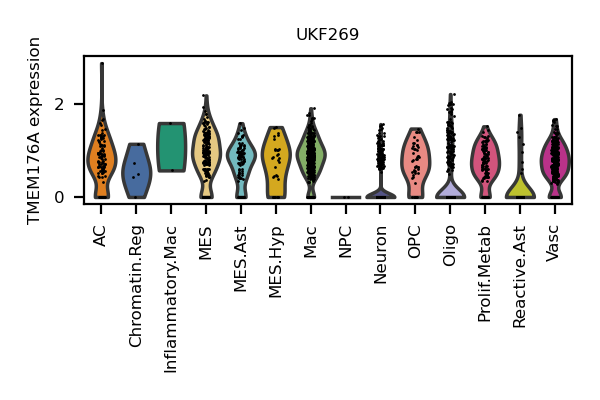 UKF269
TMEM176A expression
2
0
AC
Chromatin.Reg
Inflammatory.Mac
MES
MES.Ast
MES.Hyp
Mac
NPC
Neuron
OPC
Oligo
Prolif.Metab
Reactive.Ast
Vasc